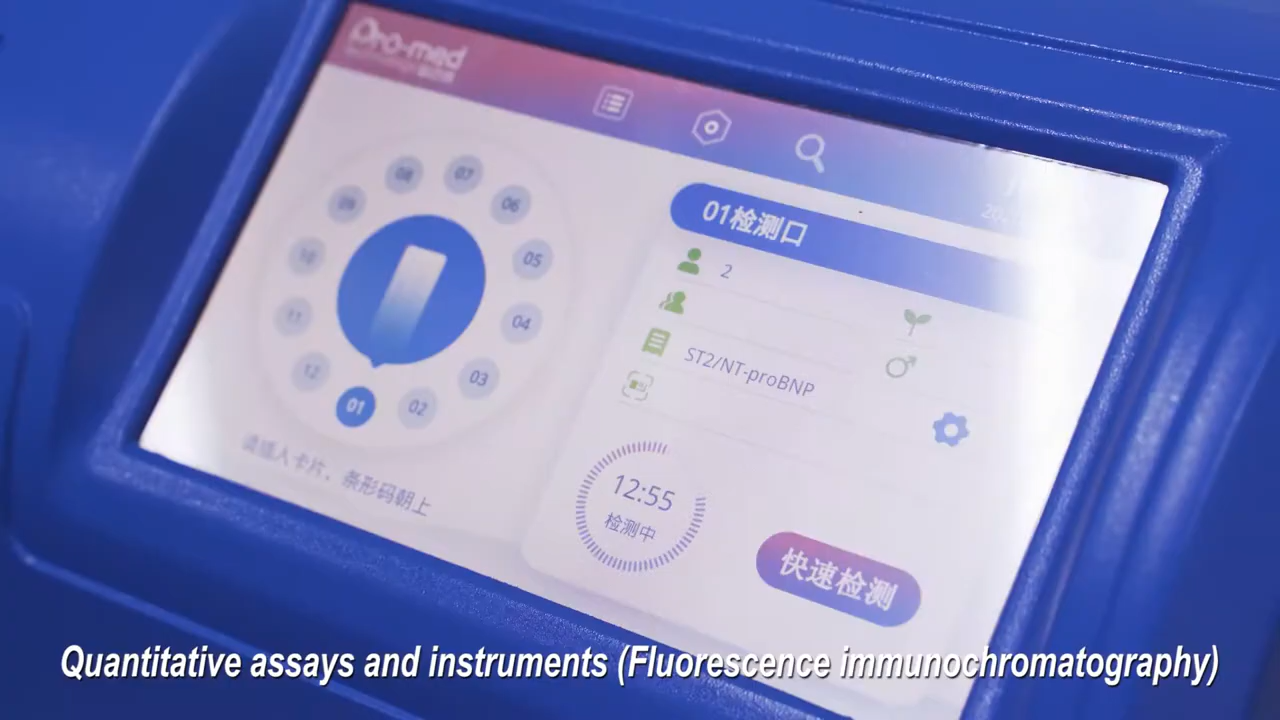 Pro-med
01检测口
2
ST2/NT-proBNP
12:55
检测中
快速检测
08
07
06
05
04
03
02
01
12
11
10
09
请插入卡片，条形码朝上
Quantitative assays and instruments (Fluorescence immunochromatography)